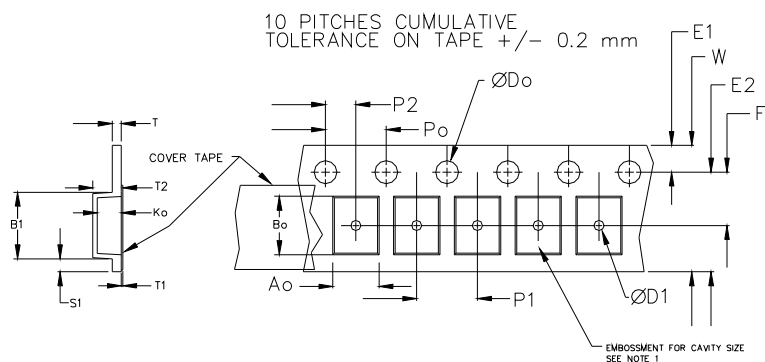 10 PITCHES CUMULATIVE
TOLERANCE ON TAPE +/- 0.2 mm
E1
W
ØDo
E2
P2
F
T
Po
COVER TAPE
T2
B1
Ko
Bo
Ao
P1
ØD1
S1
T1
EMBOSSMENT FOR CAVITY SIZE
SEE NOTE 1